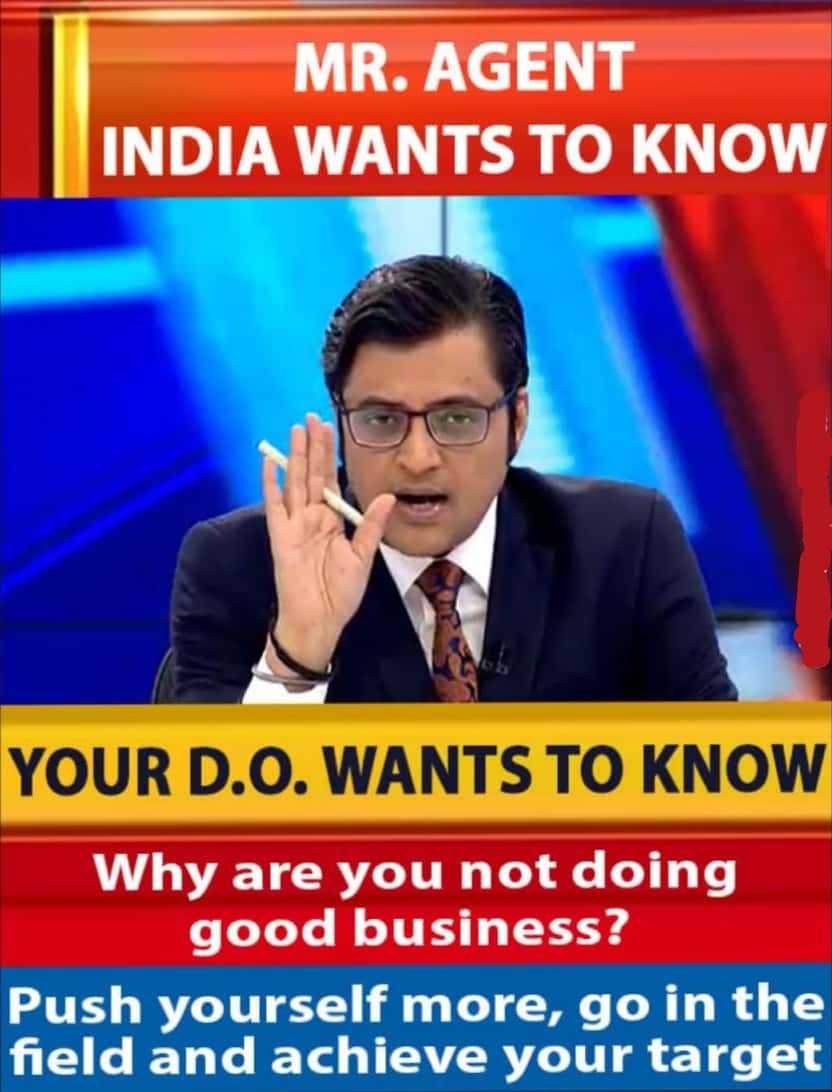 MR. AGENT
INDIA WANTS TO KNOW
YOUR D.O. WANTS TO KNOW
Why are you not doing
good business?
Push yourself more, go in the
field and achieve your target